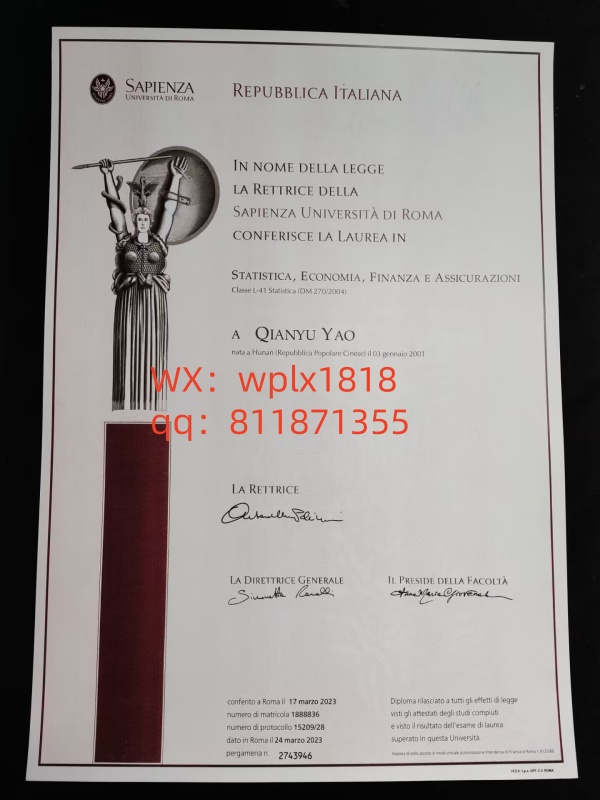 SAPIENZA
UNIVERSITÀ DI ROMA
REPUBBLICA ITALIANA
IN NOME DELLA LEGGE
LA RETTRICE DELLA
SAPIENZA UNIVERSITÀ DI ROMA
CONFERISCE LA LAUREA IN
STATISTICA, ECONOMIA, FINANZA E ASSICURAZIONI
Classe L-41 Statistica (DM 270/2004)
A QIANYU YAO
nata a Hunan (Repubblica Popolare Cinese) il 03 gennaio 2001
WX：wplx1818
qq：811871355
LA RETTRICE
LA DIRETTRICE GENERALE
IL PRESIDE DELLA FACOLTÀ
conferito a Roma il 17 marzo 2023
numero di matricola 1888836
numero di protocollo 15209/28
dato in Roma il 24 marzo 2023
pergamena n. 2743946
Diploma rilasciato a tutti gli effetti di legge
visti gli attestati degli studi compiuti
e visto il risultato dell'esame di laurea
superato in questa Università